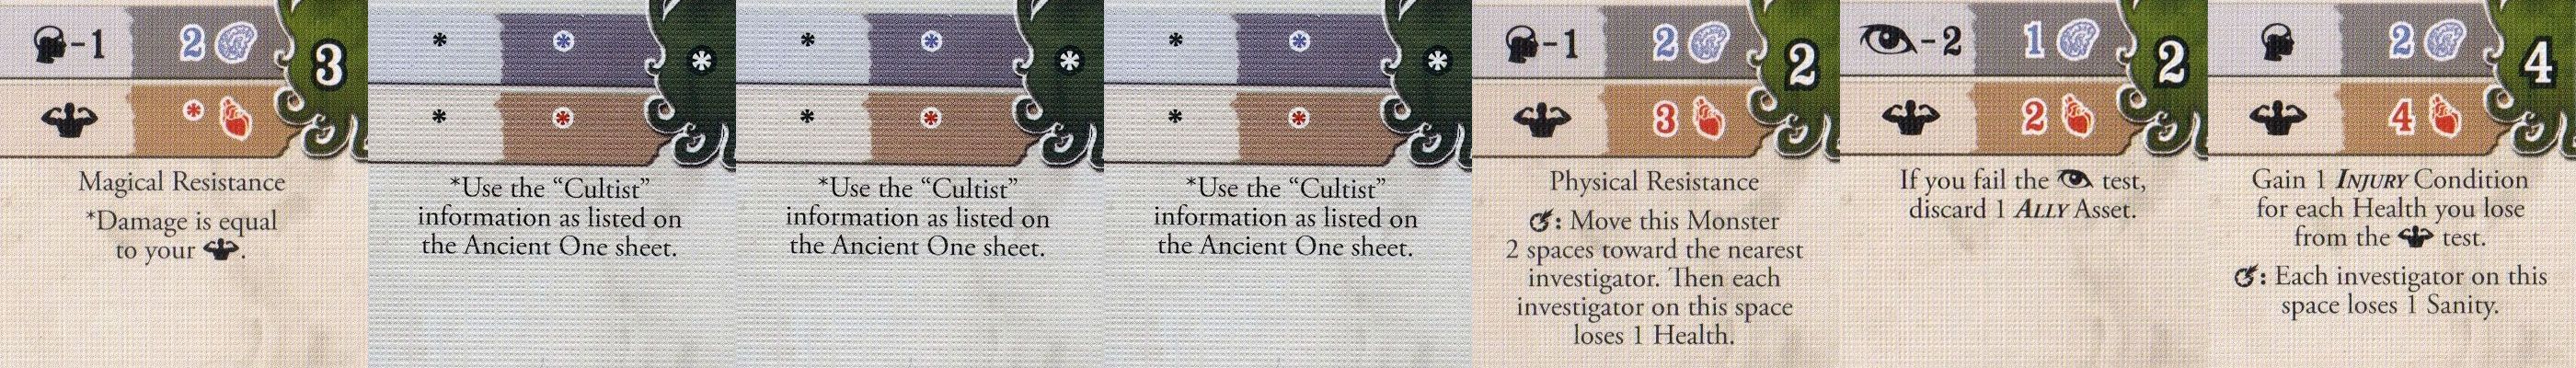 -1 2 3
*
Magical Resistance
*Damage is equal
to your .
* * *
* *
*Use the “Cultist”
information as listed on
the Ancient One sheet.
* * *
* *
*Use the “Cultist”
information as listed on
the Ancient One sheet.
* * *
* *
*Use the “Cultist”
information as listed on
the Ancient One sheet.
-1 2 2
3
Physical Resistance
: Move this Monster
2 spaces toward the nearest
investigator. Then each
investigator on this space
loses 1 Health.
-2 1 2
2
If you fail the test,
discard 1 ALLY Asset.
2 4
4
Gain 1 INJURY Condition
for each Health you lose
from the test.
: Each investigator on this
space loses 1 Sanity.